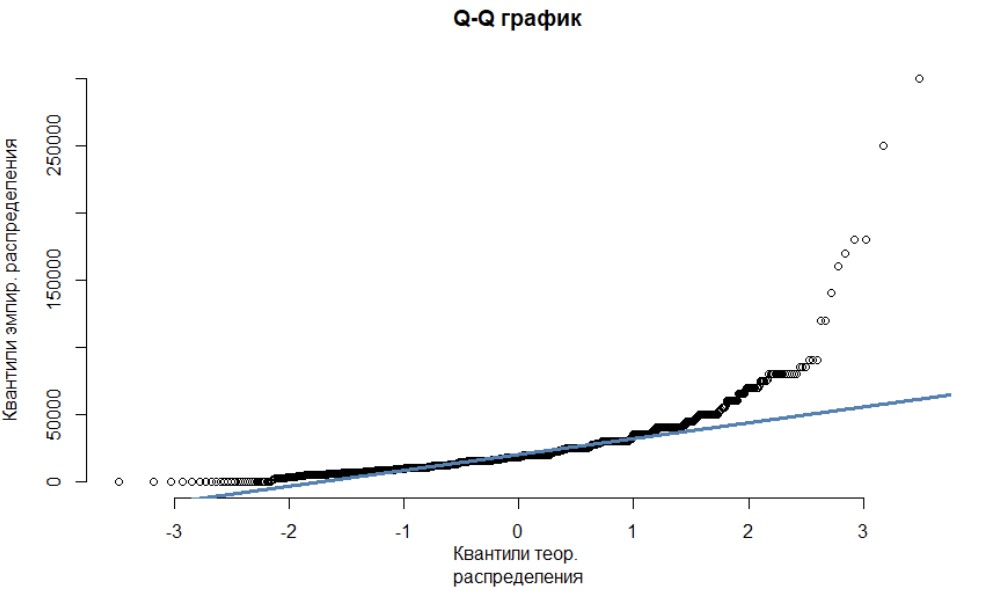 Q-Q график
Квантили эмпир. распределения
250000
150000
50000
0
-3 -2 -1 0 1 2 3
Квантили теор.
распределения